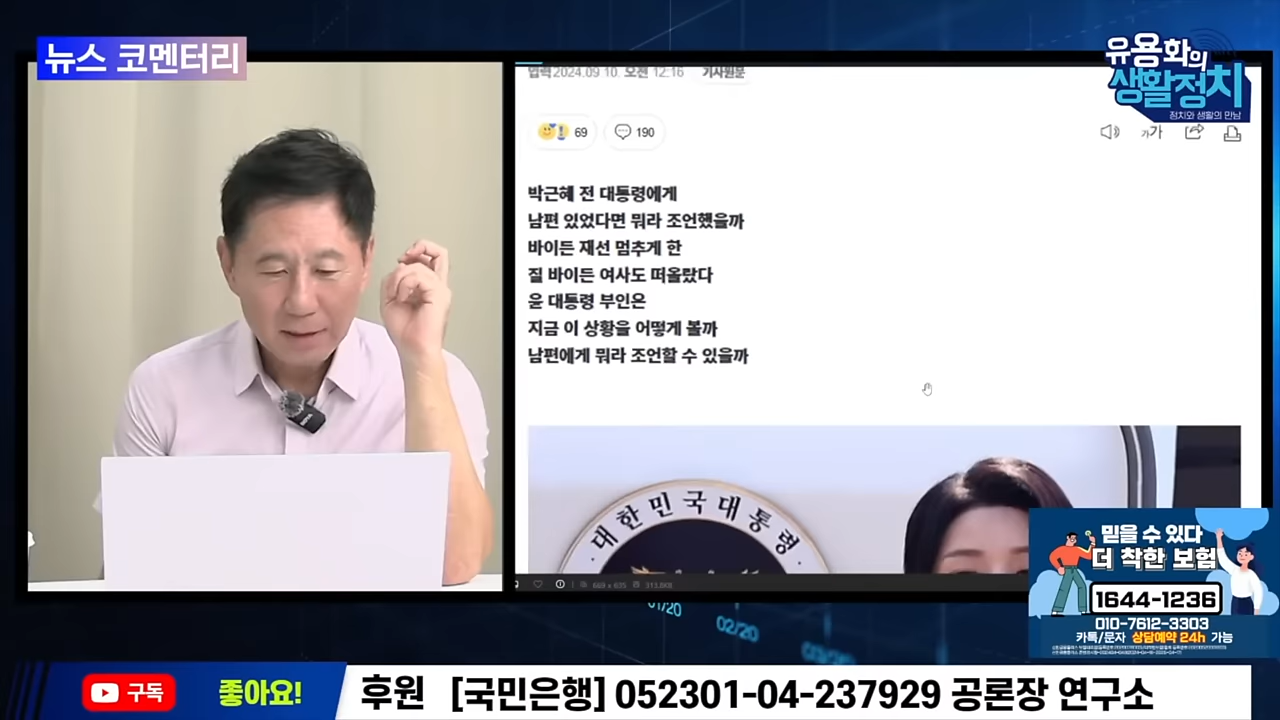 뉴스 코멘터리
유용화의
생활정치
정치와 생활의 만남
입력 2024.09.10. 오전 12:16 기사원문
69 190
가가
박근혜 전 대통령에게
남편 있었다면 뭐라 조언했을까
바이든 재선 멈추게 한
질 바이든 여사도 떠올랐다
윤 대통령 부인은
지금 이 상황을 어떻게 볼까
남편에게 뭐라 조언할 수 있을까
대한민국대통령
믿을 수 있다
더 착한 보험
1644-1236
010-7612-3303
카톡/문자 상담예약 24h 가능
01/20
02/20
구독 좋아요! 후원 [국민은행] 052301-04-237929 공론장 연구소